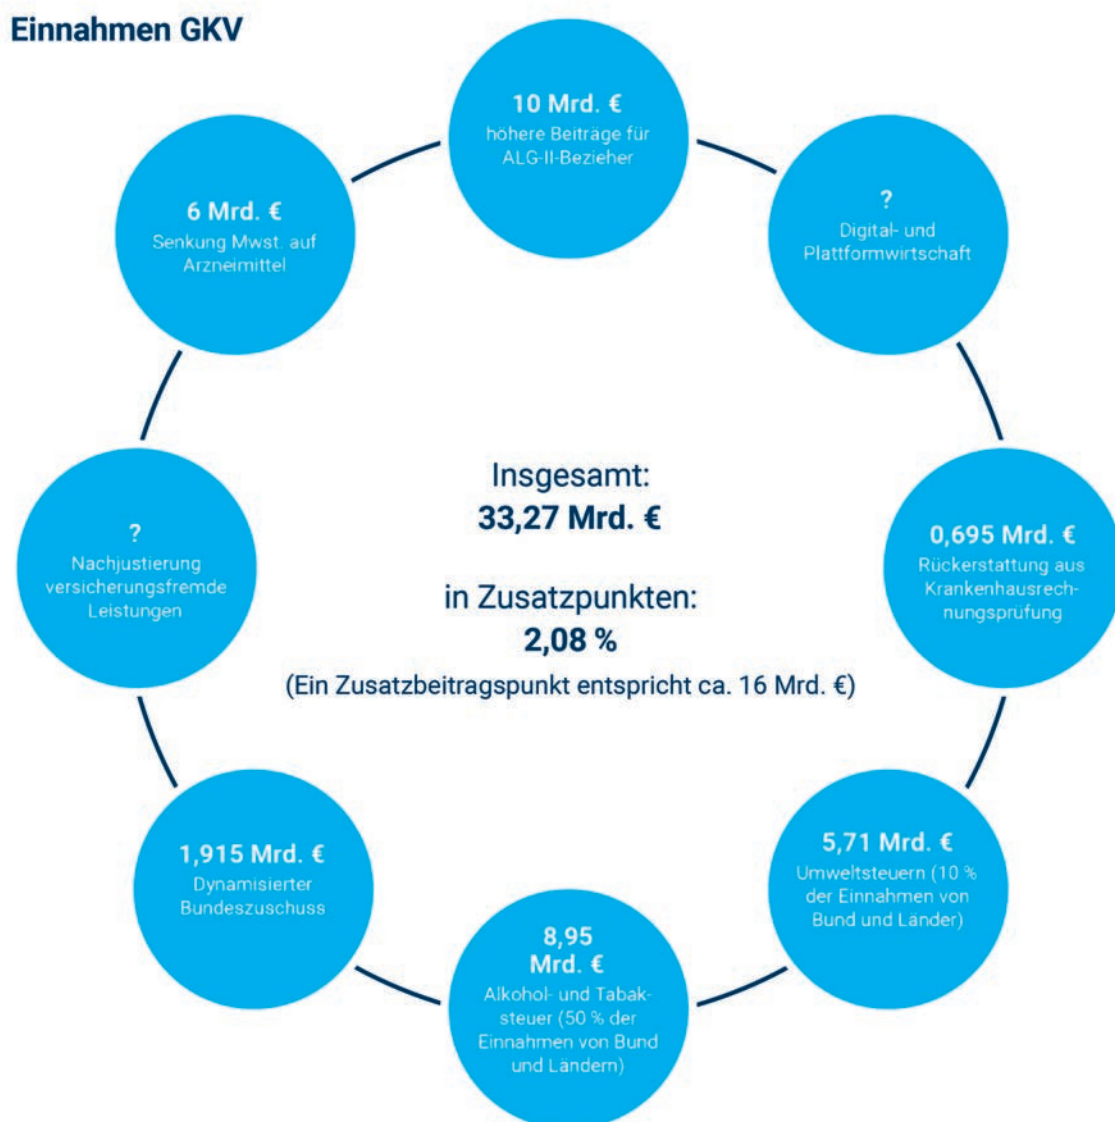 Einnahmen GKV
10 Mrd. €
höhere Beiträge für
ALG-II-Bezieher
?
Digital- und
Plattformwirtschaft
0,695 Mrd. €
Rückerstattung aus
Krankenhausrech-
nungsprüfung
5,71 Mrd. €
Umweltsteuern (10 %
der Einnahmen von
Bund und Länder)
8,95
Mrd. €
Alkohol- und Tabak-
steuer (50 % der
Einnahmen von Bund
und Ländern)
1,915 Mrd. €
Dynamisierter
Bundeszuschuss
?
Nachjustierung
versicherungsfremde
Leistungen
6 Mrd. €
Senkung Mwst. auf
Arzneimittel
Insgesamt:
33,27 Mrd. €
in Zusatzpunkten:
2,08 %
(Ein Zusatzbeitragspunkt entspricht ca. 16 Mrd. €)